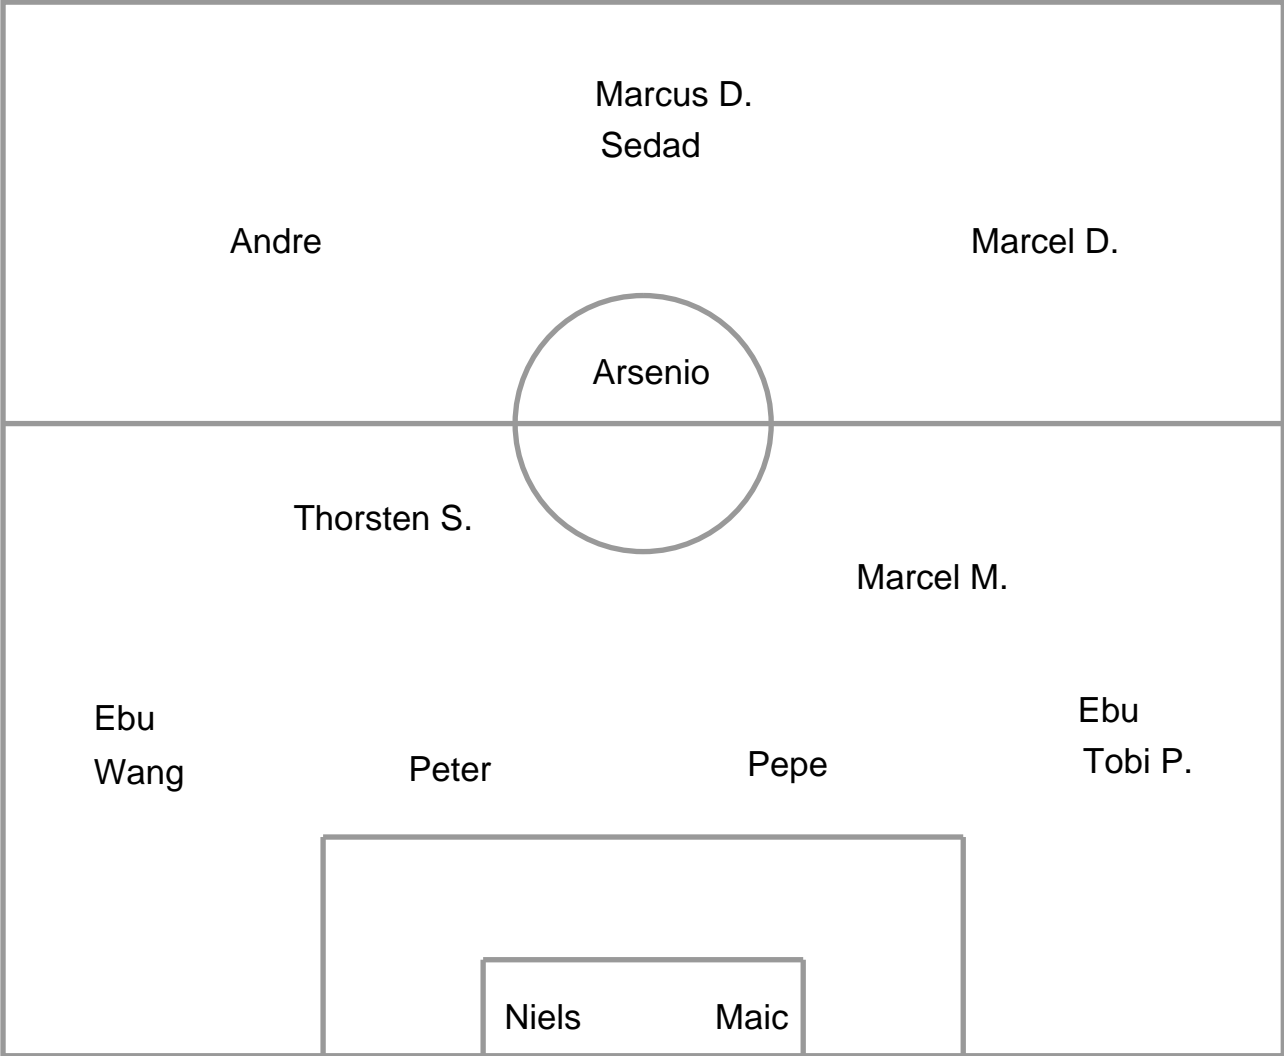 Marcus D.
Sedad
Andre
Marcel D.
Arsenio
Thorsten S.
Marcel M.
Ebu
Wang
Peter
Pepe
Ebu
Tobi P.
Niels
Maic